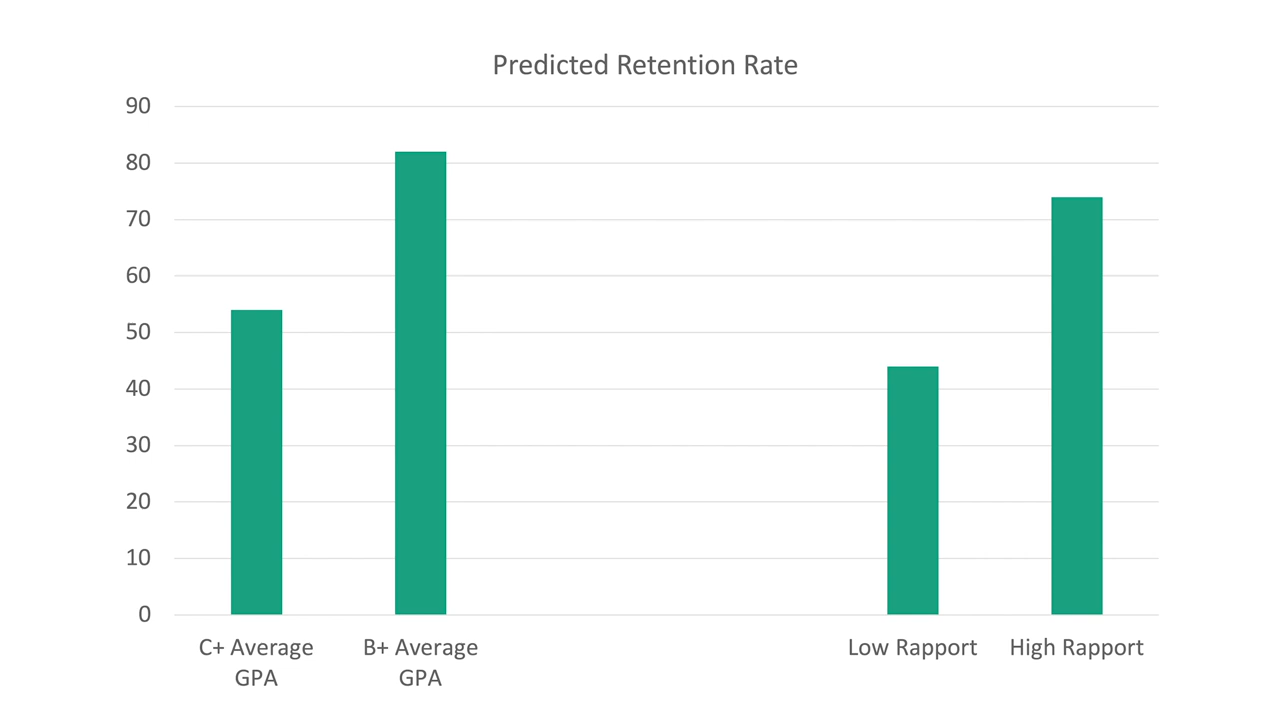 Predicted Retention Rate
90
80
70
60
50
40
30
20
10
0
C+ Average
GPA
B+ Average
GPA
Low Rapport
High Rapport